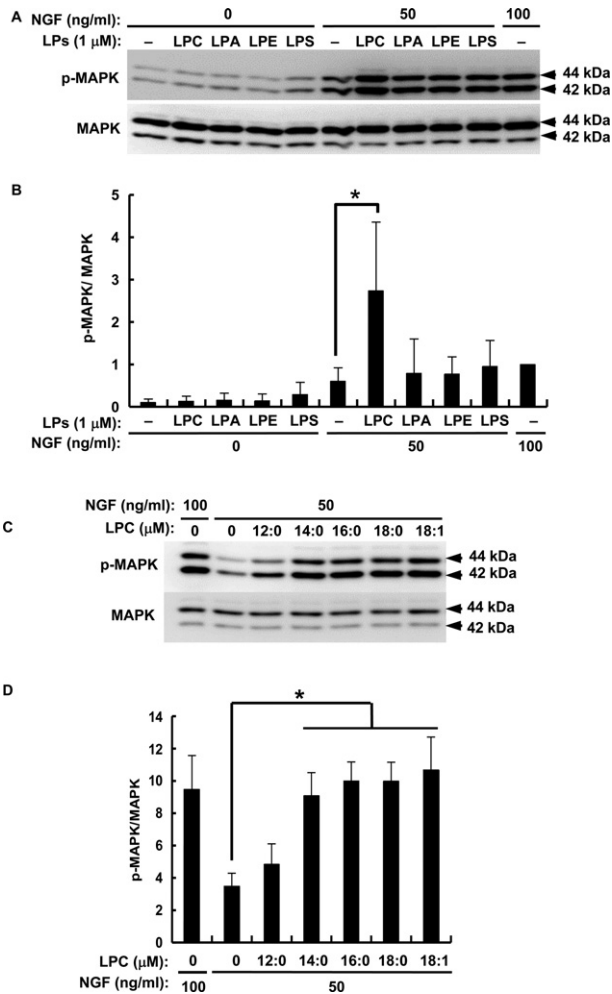 A
NGF (ng/ml): 0 50 100
LPs (1 μM): – LPC LPA LPE LPS – LPC LPA LPE LPS –
p-MAPK 44 kDa
42 kDa
MAPK 44 kDa
42 kDa
B
p-MAPK/ MAPK
5
4
3
2
1
0
*
LPs (1 μM): – LPC LPA LPE LPS – LPC LPA LPE LPS –
NGF (ng/ml): 0 50 100
C
NGF (ng/ml): 100 50
LPC (μM): 0 0 12:0 14:0 16:0 18:0 18:1
p-MAPK 44 kDa
42 kDa
MAPK 44 kDa
42 kDa
D
p-MAPK/MAPK
14
12
10
8
6
4
2
0
*
LPC (μM): 0 0 12:0 14:0 16:0 18:0 18:1
NGF (ng/ml): 100 50